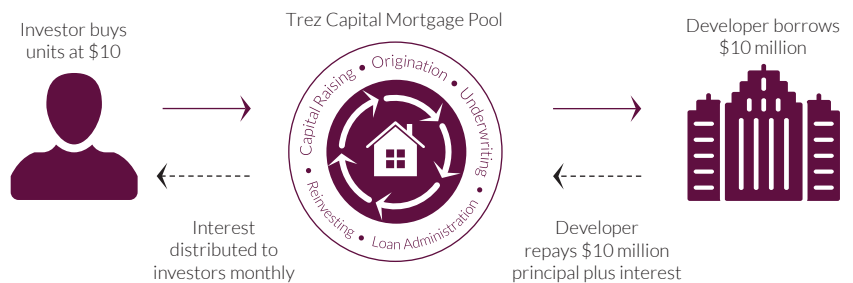 Investor buys
units at $10
Trez Capital Mortgage Pool
Developer borrows
$10 million
Capital Raising • Origination • Underwriting • Loan Administration • Reinvesting •
Interest
distributed to
investors monthly
Developer
repays $10 million
principal plus interest